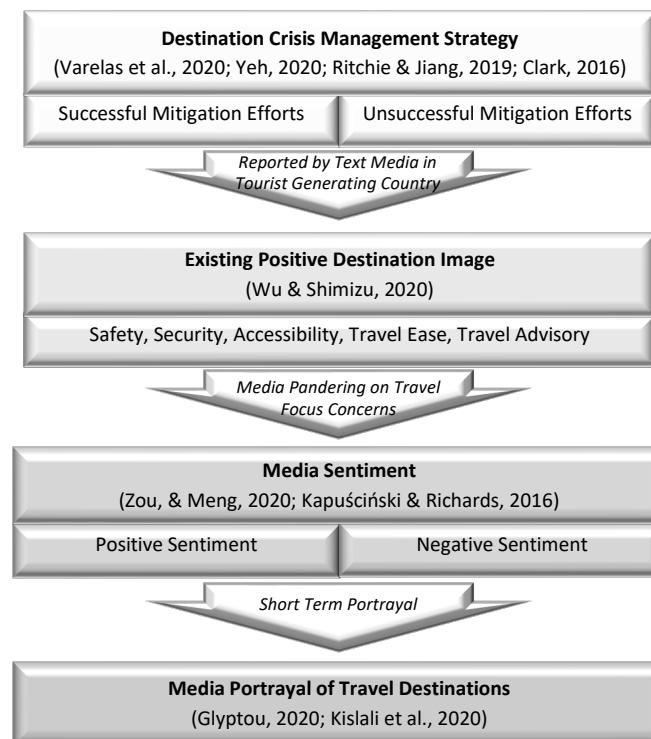 Destination Crisis Management Strategy
(Varelas et al., 2020; Yeh, 2020; Ritchie & Jiang, 2019; Clark, 2016)
Successful Mitigation Efforts
Unsuccessful Mitigation Efforts
Reported by Text Media in
Tourist Generating Country
Existing Positive Destination Image
(Wu & Shimizu, 2020)
Safety, Security, Accessibility, Travel Ease, Travel Advisory
Media Pandering on Travel
Focus Concerns
Media Sentiment
(Zou, & Meng, 2020; Kapuściński & Richards, 2016)
Positive Sentiment
Negative Sentiment
Short Term Portrayal
Media Portrayal of Travel Destinations
(Glyptou, 2020; Kislali et al., 2020)